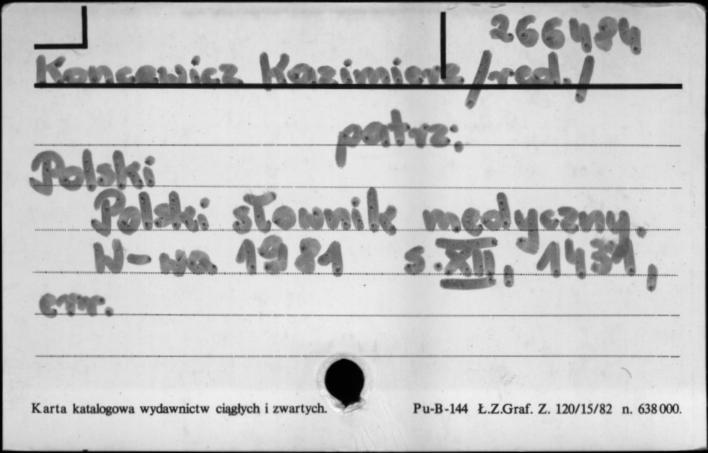 266484
Koncewicz Kazimierz /red./
patrz:
Polski
Polski słownik medyczny.
W-wa 1981 s. XII, 1431,
err.
Karta katalogowa wydawnictw ciągłych i zwartych. Pu-B-144 Ł.Z.Graf. Z. 120/15/82 n. 638000.